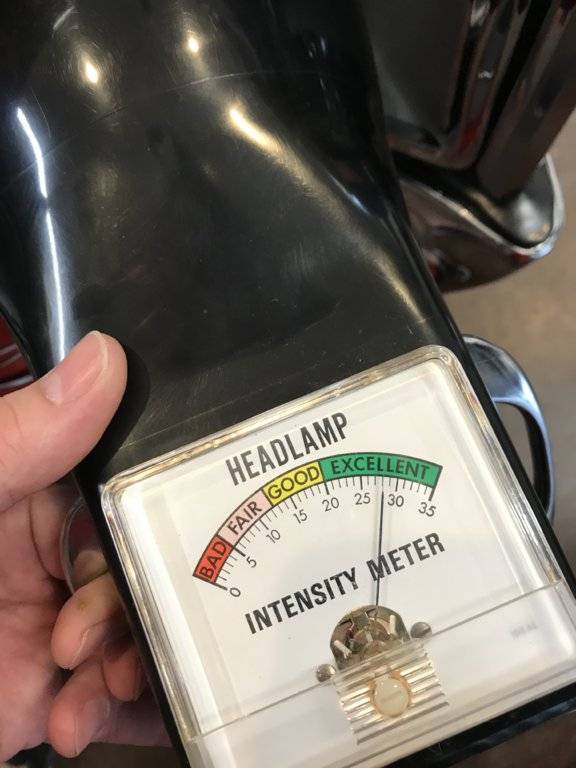 HEADLAMP
BAD FAIR GOOD EXCELLENT
0 5 10 15 20 25 30 35
INTENSITY METER